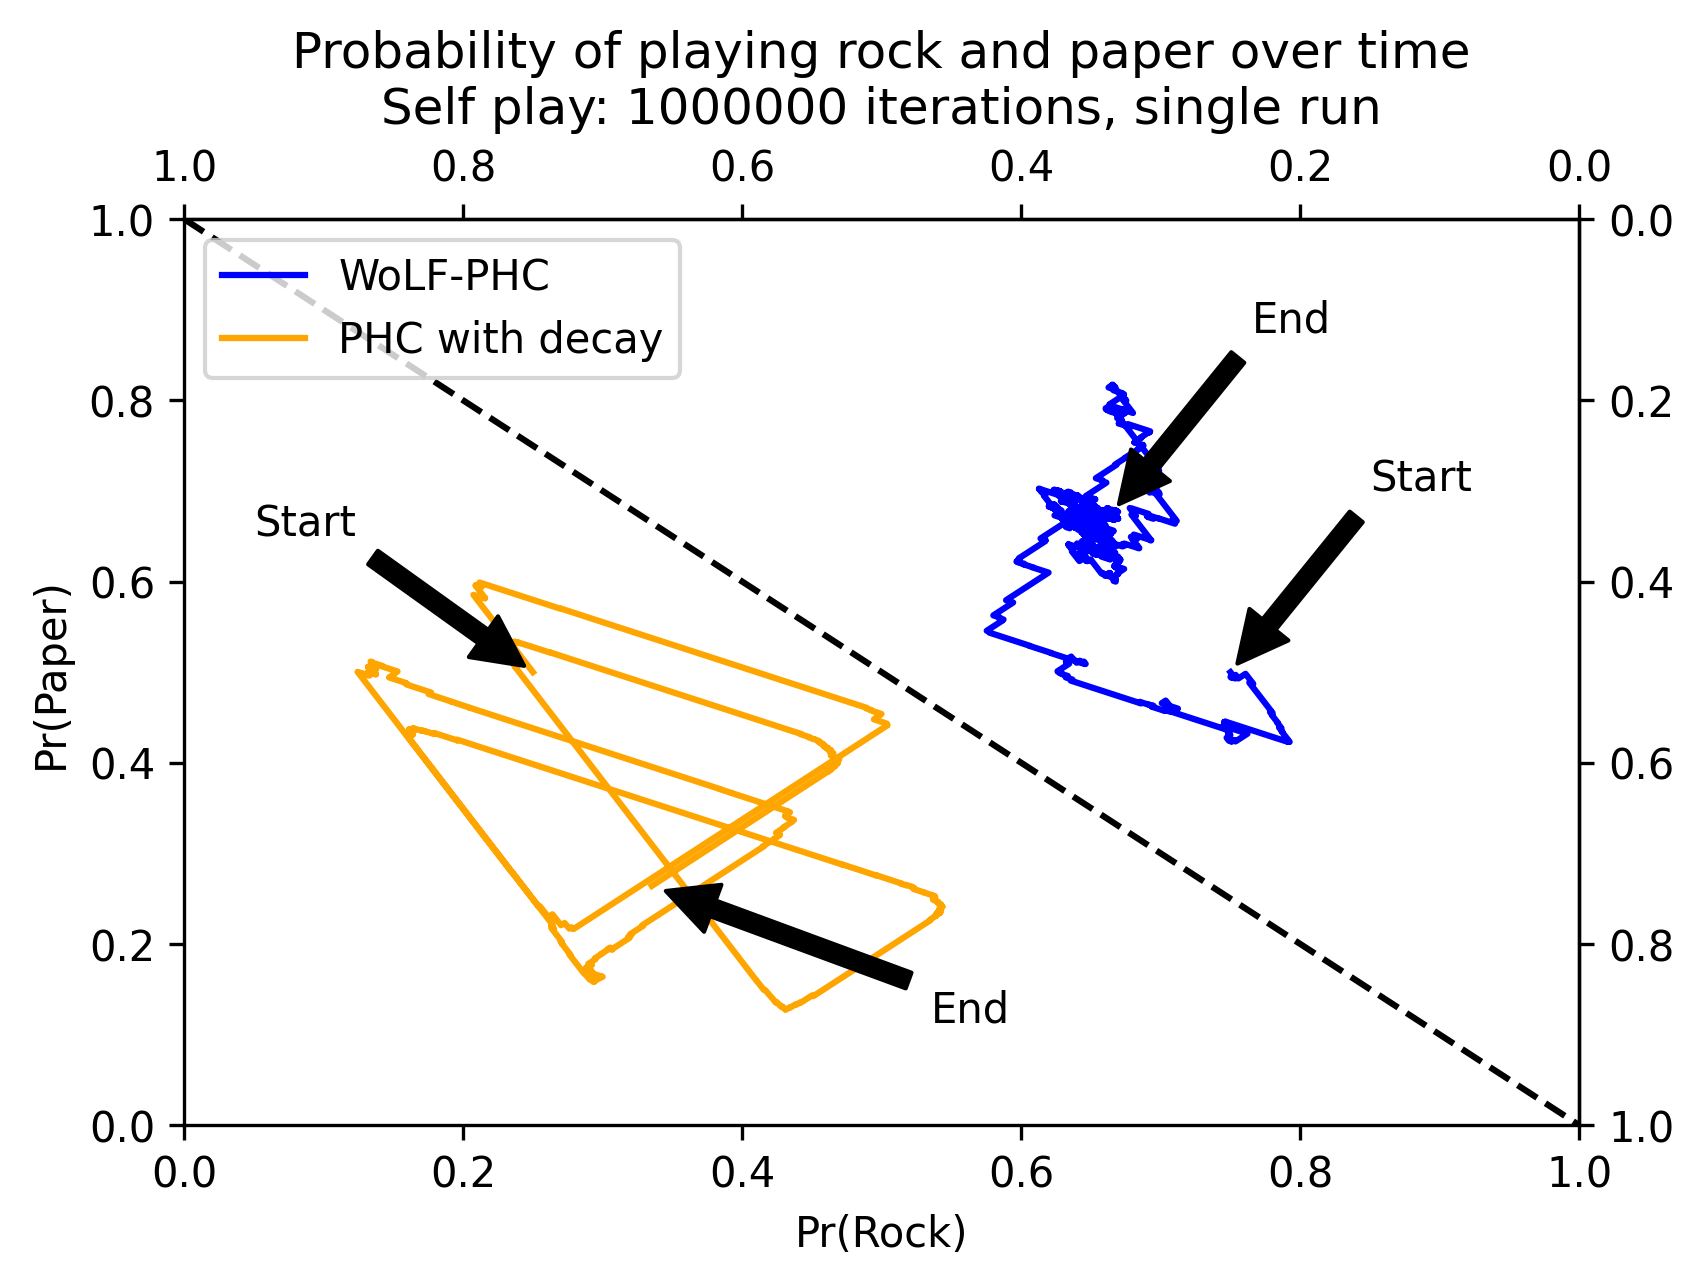 Probability of playing rock and paper over time
Self play: 1000000 iterations, single run
1.0 0.8 0.6 0.4 0.2 0.0
1.0 0.0
WoLF-PHC
PHC with decay
End
0.8 0.2
Start
Start
0.6 0.4
Pr(Paper)
0.4 0.6
0.2 0.8
End
0.0 1.0
0.0 0.2 0.4 0.6 0.8 1.0
Pr(Rock)